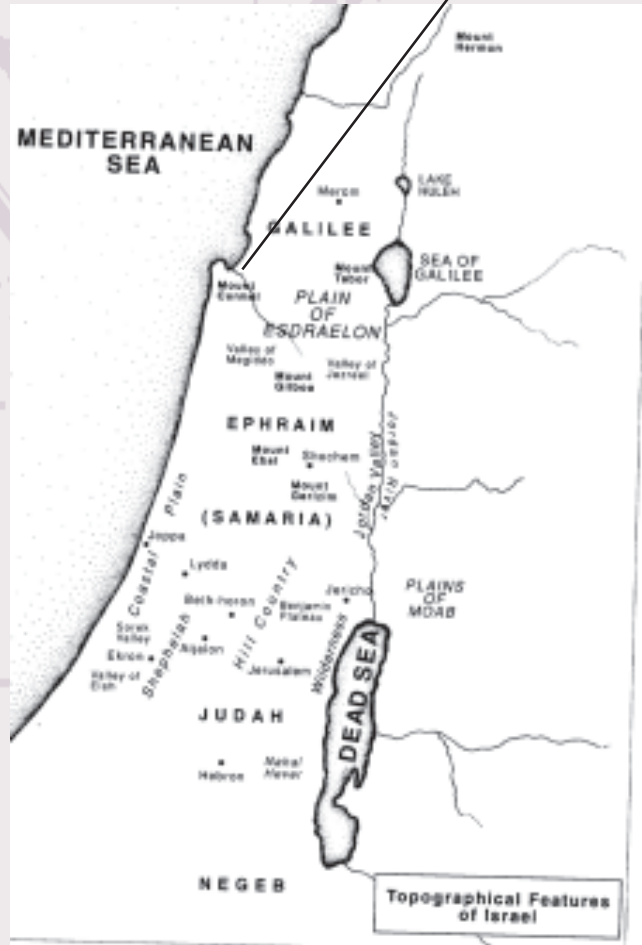 Mount
Hermon
MEDITERRANEAN
SEA
LAKE
HULEH
Merom
GALILEE
SEA OF
GALILEE
Mount
Tabor
Mount
Carmel
PLAIN
OF
ESDRAELON
Valley of
Megiddo
Valley of
Jezreel
Mount
Gilboa
EPHRAIM
Mount
Ebal
Shechem
Mount
Gerizim
Jordan Valley
Jordan River
(SAMARIA)
Coastal Plain
Joppa
Lydda
Beth-horon
Benjamin
Plateau
Jericho
PLAINS
OF
MOAB
Hill Country
Sorek
Valley
Ekron
Aijalon
Shephelah
Jerusalem
Wilderness
Valley of
Elah
DEAD SEA
JUDAH
Hebron
Nahal
Hever
NEGEB
Topographical Features
of Israel